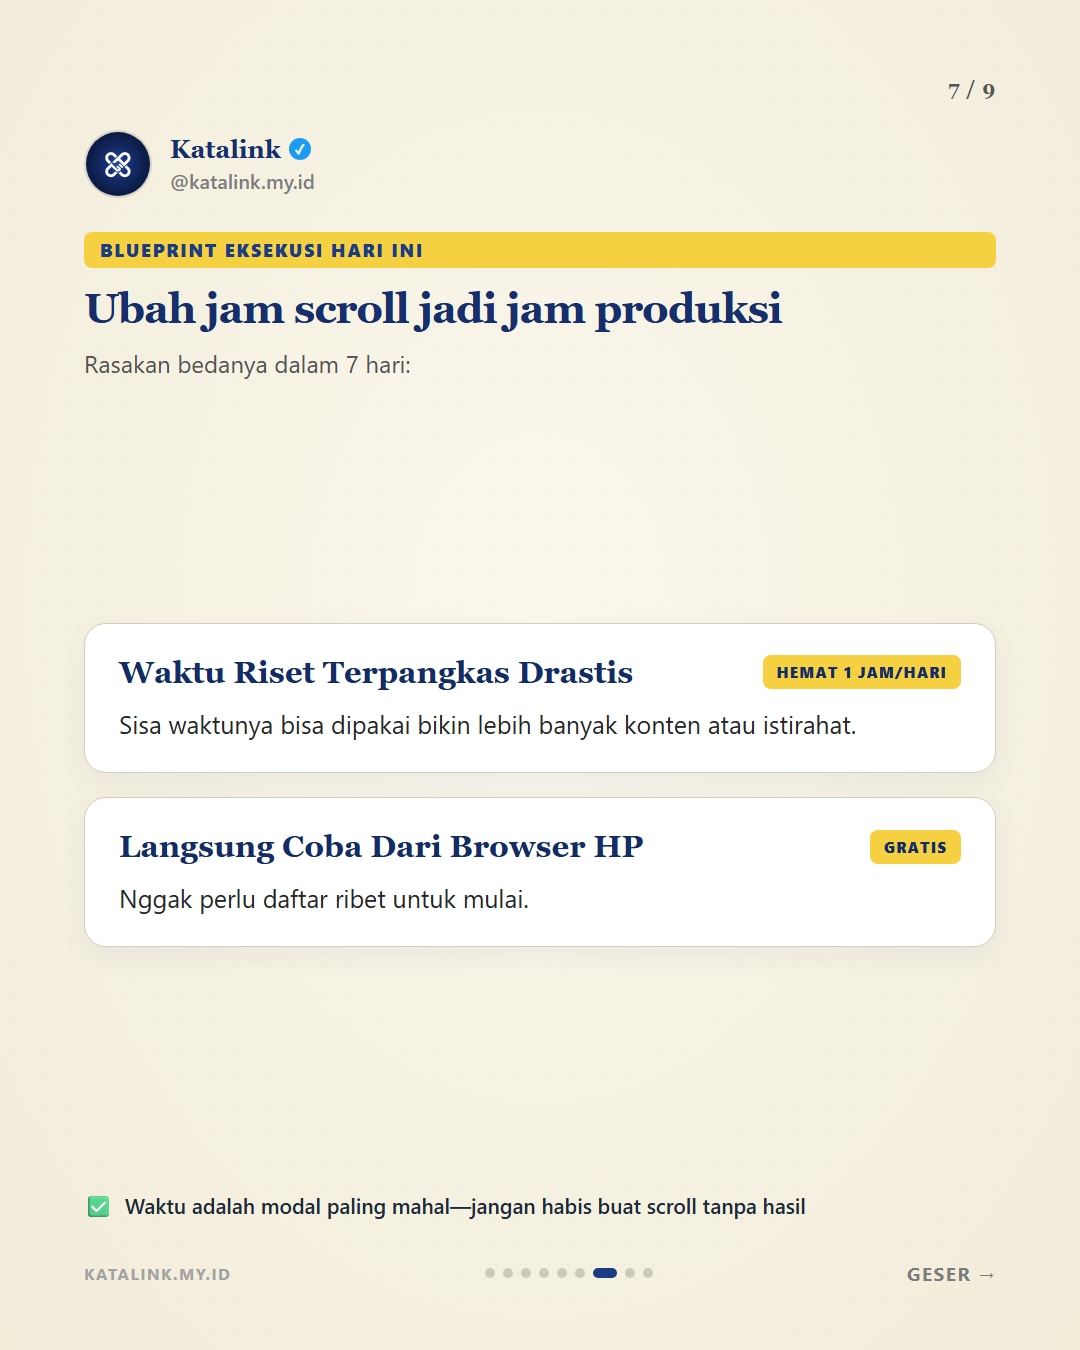 7 / 9
Katalink
@katalink.my.id
BLUEPRINT EKSEKUSI HARI INI
Ubah jam scroll jadi jam produksi
Rasakan bedanya dalam 7 hari:
Waktu Riset Terpangkas Drastis
HEMAT 1 JAM/HARI
Sisa waktunya bisa dipakai bikin lebih banyak konten atau istirahat.
Langsung Coba Dari Browser HP
GRATIS
Nggak perlu daftar ribet untuk mulai.
Waktu adalah modal paling mahal—jangan habis buat scroll tanpa hasil
KATALINK.MY.ID
GESER →